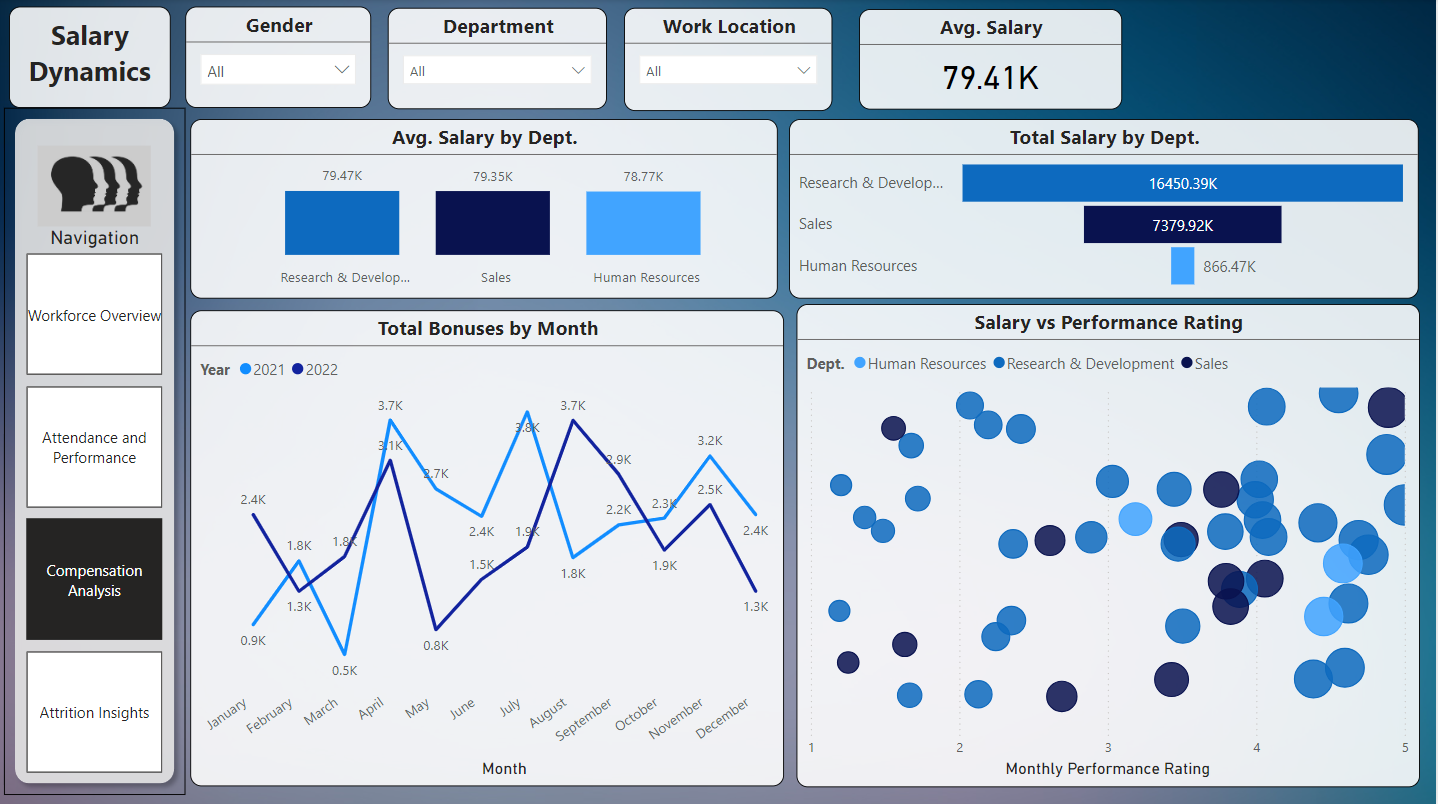 Salary
Dynamics
Gender
All
Department
All
Work Location
All
Avg. Salary
79.41K
Navigation
Workforce Overview
Attendance and
Performance
Compensation
Analysis
Attrition Insights
Avg. Salary by Dept.
79.47K 79.35K 78.77K
Research & Develop... Sales Human Resources
Total Salary by Dept.
Research & Develop... 16450.39K
Sales 7379.92K
Human Resources 866.47K
Total Bonuses by Month
Year 2021 2022
3.7K 3.7K
3.8K
3.1K 3.2K
2.9K
2.7K
2.4K 2.5K
2.3K
2.2K
2.4K 2.4K
1.8K 1.8K 1.9K
1.5K 1.8K 1.9K
1.3K 1.3K
0.9K 0.8K
0.5K
January February March April May June July August September October November December
Month
Salary vs Performance Rating
Dept. Human Resources Research & Development Sales
1 2 3 4 5
Monthly Performance Rating